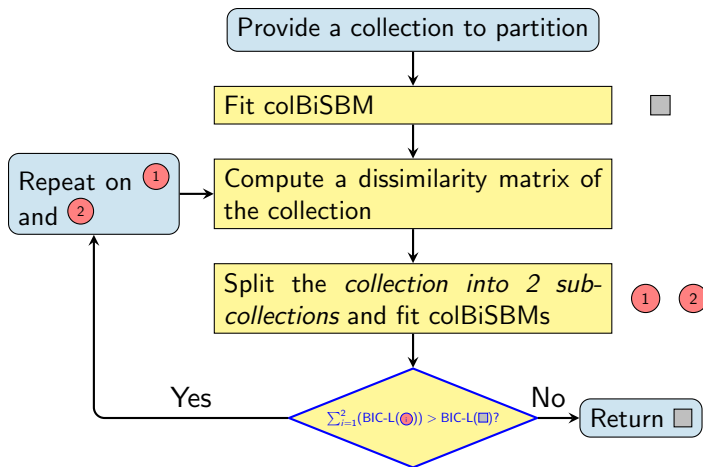 Provide a collection to partition
Fit colBiSBM
Repeat on 1
and 2
Compute a dissimilarity matrix of
the collection
Split the collection into 2 sub-
collections and fit colBiSBMs
1 2
Yes
∑²ᵢ₌₁(BIC-L(i)) > BIC-L(■)?
No
Return